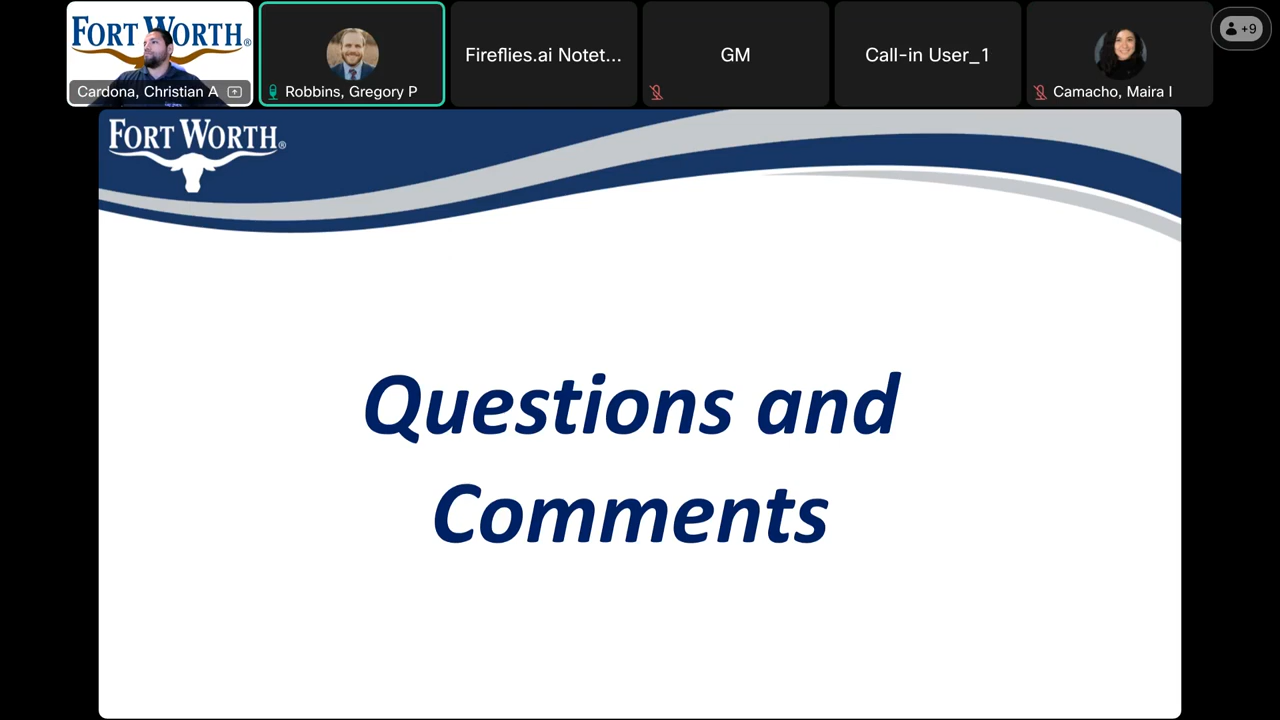 FORT WORTH®
Cardona, Christian A
Robbins, Gregory P
Fireflies.ai Notet...
GM
Call-in User_1
Camacho, Maira I
+9
FORT WORTH®
Questions and
Comments